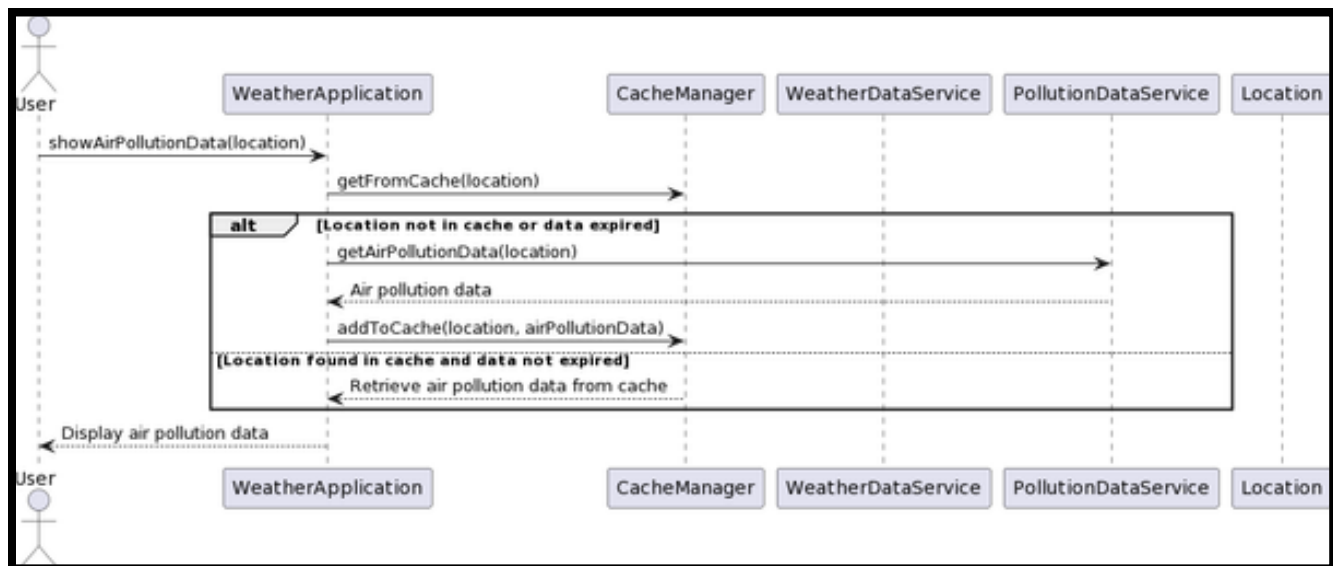 User
WeatherApplication
CacheManager
WeatherDataService
PollutionDataService
Location
showAirPollutionData(location)
getFromCache(location)
alt
[Location not in cache or data expired]
getAirPollutionData(location)
Air pollution data
addToCache(location, airPollutionData)
[Location found in cache and data not expired]
Retrieve air pollution data from cache
Display air pollution data
User
WeatherApplication
CacheManager
WeatherDataService
PollutionDataService
Location